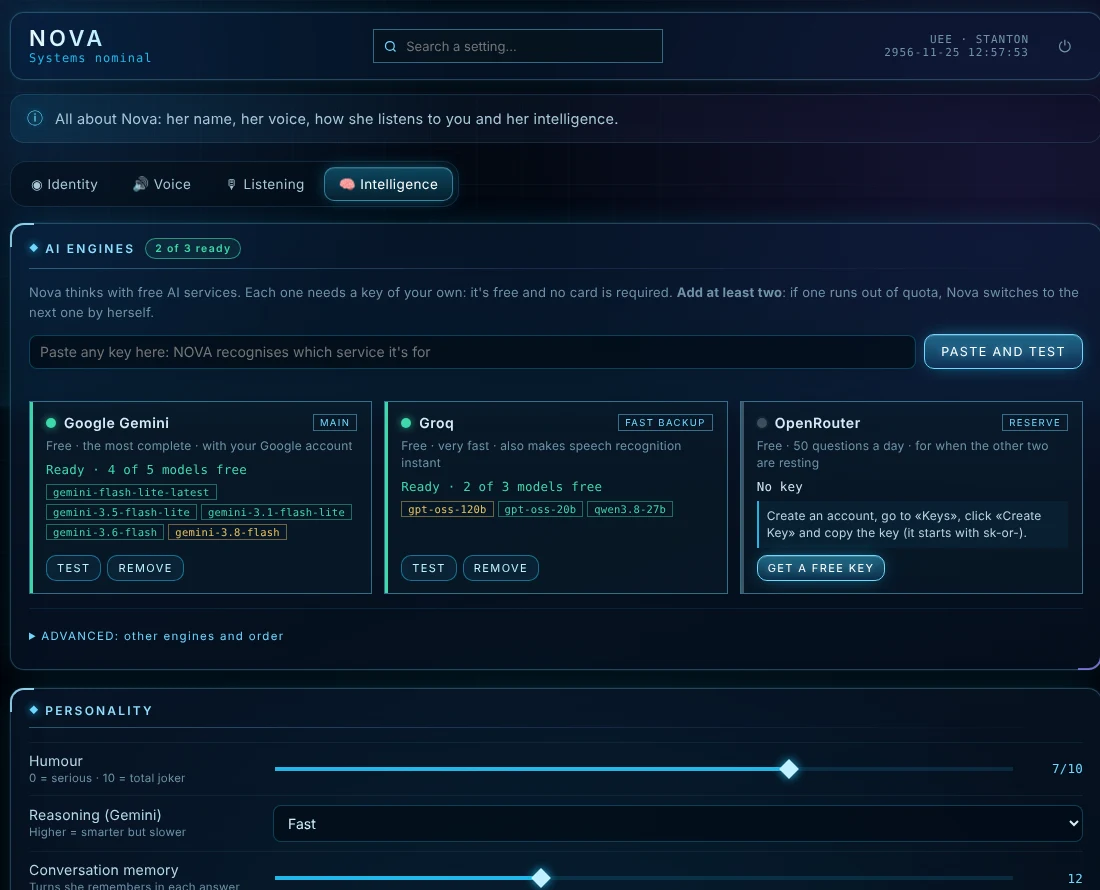 NOVA
Systems nominal
Search a setting...
UEE · STANTON
2956-11-25 12:57:53
All about Nova: her name, her voice, how she listens to you and her intelligence.
Identity
Voice
Listening
Intelligence
AI ENGINES
2 of 3 ready
Nova thinks with free AI services. Each one needs a key of your own: it's free and no card is required. Add at least two: if one runs out of quota, Nova switches to the
next one by herself.
Paste any key here: NOVA recognises which service it's for
PASTE AND TEST
Google Gemini
MAIN
Free · the most complete · with your Google account
Ready · 4 of 5 models free
gemini-flash-lite-latest
gemini-3.5-flash-lite
gemini-3.1-flash-lite
gemini-3.6-flash
gemini-3.8-flash
TEST
REMOVE
Groq
FAST BACKUP
Free · very fast · also makes speech recognition
instant
Ready · 2 of 3 models free
gpt-oss-120b
gpt-oss-20b
qwen3.8-27b
TEST
REMOVE
OpenRouter
RESERVE
Free · 50 questions a day · for when the other two
are resting
No key
Create an account, go to «Keys», click «Create
Key» and copy the key (it starts with sk-or-).
GET A FREE KEY
ADVANCED: other engines and order
PERSONALITY
Humour
0 = serious · 10 = total joker
7/10
Reasoning (Gemini)
Higher = smarter but slower
Fast
Conversation memory
Turns she remembers in each answer
12